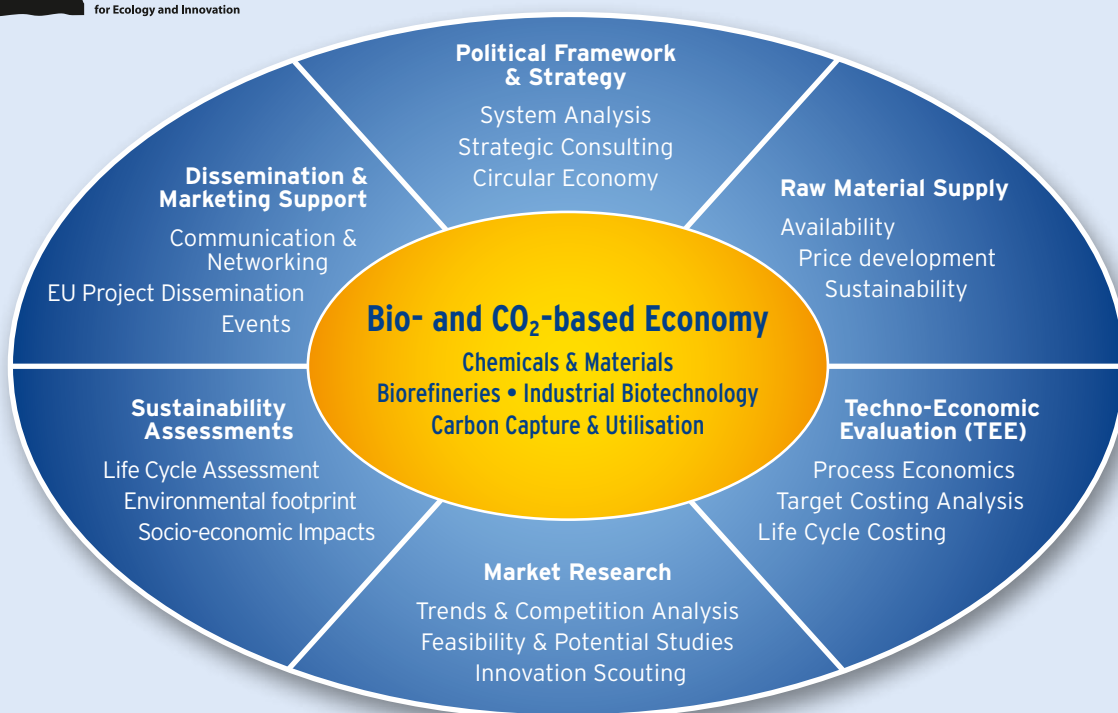 for Ecology and Innovation
Political Framework
& Strategy
System Analysis
Strategic Consulting
Circular Economy
Raw Material Supply
Availability
Price development
Sustainability
Techno-Economic
Evaluation (TEE)
Process Economics
Target Costing Analysis
Life Cycle Costing
Market Research
Trends & Competition Analysis
Feasibility & Potential Studies
Innovation Scouting
Sustainability
Assessments
Life Cycle Assessment
Environmental footprint
Socio-economic Impacts
Dissemination &
Marketing Support
Communication &
Networking
EU Project Dissemination
Events
Bio- and CO₂-based Economy
Chemicals & Materials
Biorefineries • Industrial Biotechnology
Carbon Capture & Utilisation